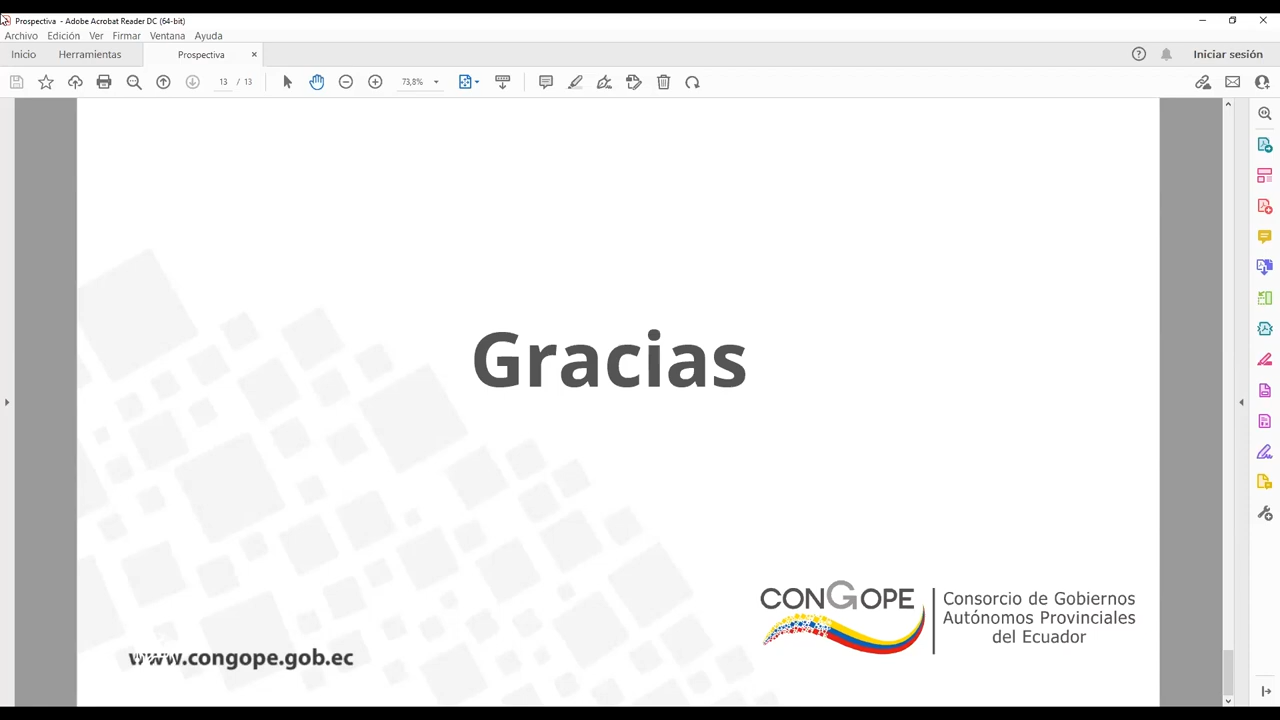 Prospectiva - Adobe Acrobat Reader DC (64-bit)
Archivo Edición Ver Firmar Ventana Ayuda
Inicio Herramientas Prospectiva × Iniciar sesión
13 / 13 73,8%
Gracias
CONGOPE
Consorcio de Gobiernos
Autónomos Provinciales
del Ecuador
www.congope.gob.ec